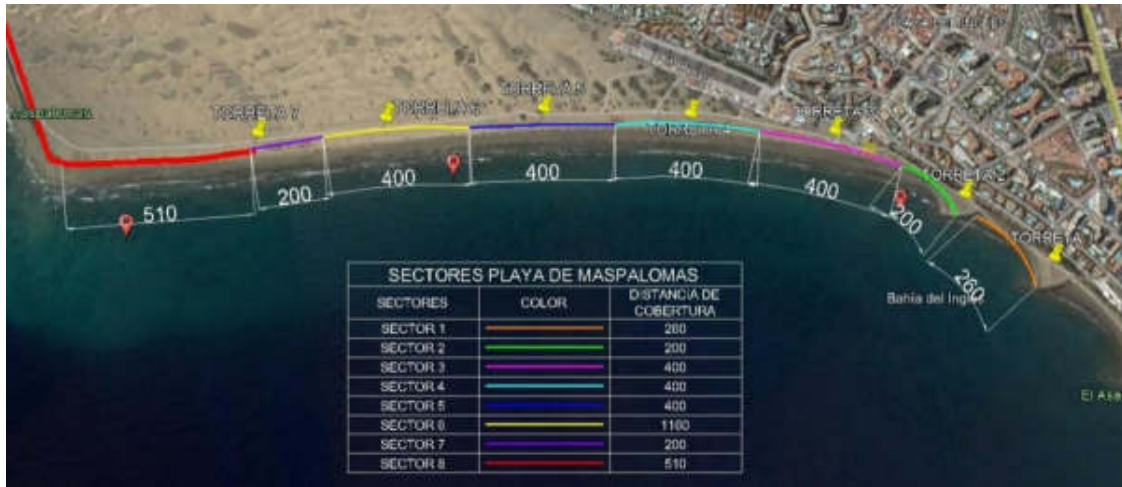 TORRETA 7
TORRETA 6
TORRETA 5
TORRETA 4
TORRETA 3
TORRETA 2
TORRETA
510
200
400
400
400
400
200
260
Bahía del Inglés
SECTORES PLAYA DE MASPALOMAS
SECTORES COLOR DISTANCIA DE COBERTURA
SECTOR 1 260
SECTOR 2 200
SECTOR 3 400
SECTOR 4 400
SECTOR 5 400
SECTOR 6 1160
SECTOR 7 200
SECTOR 8 510